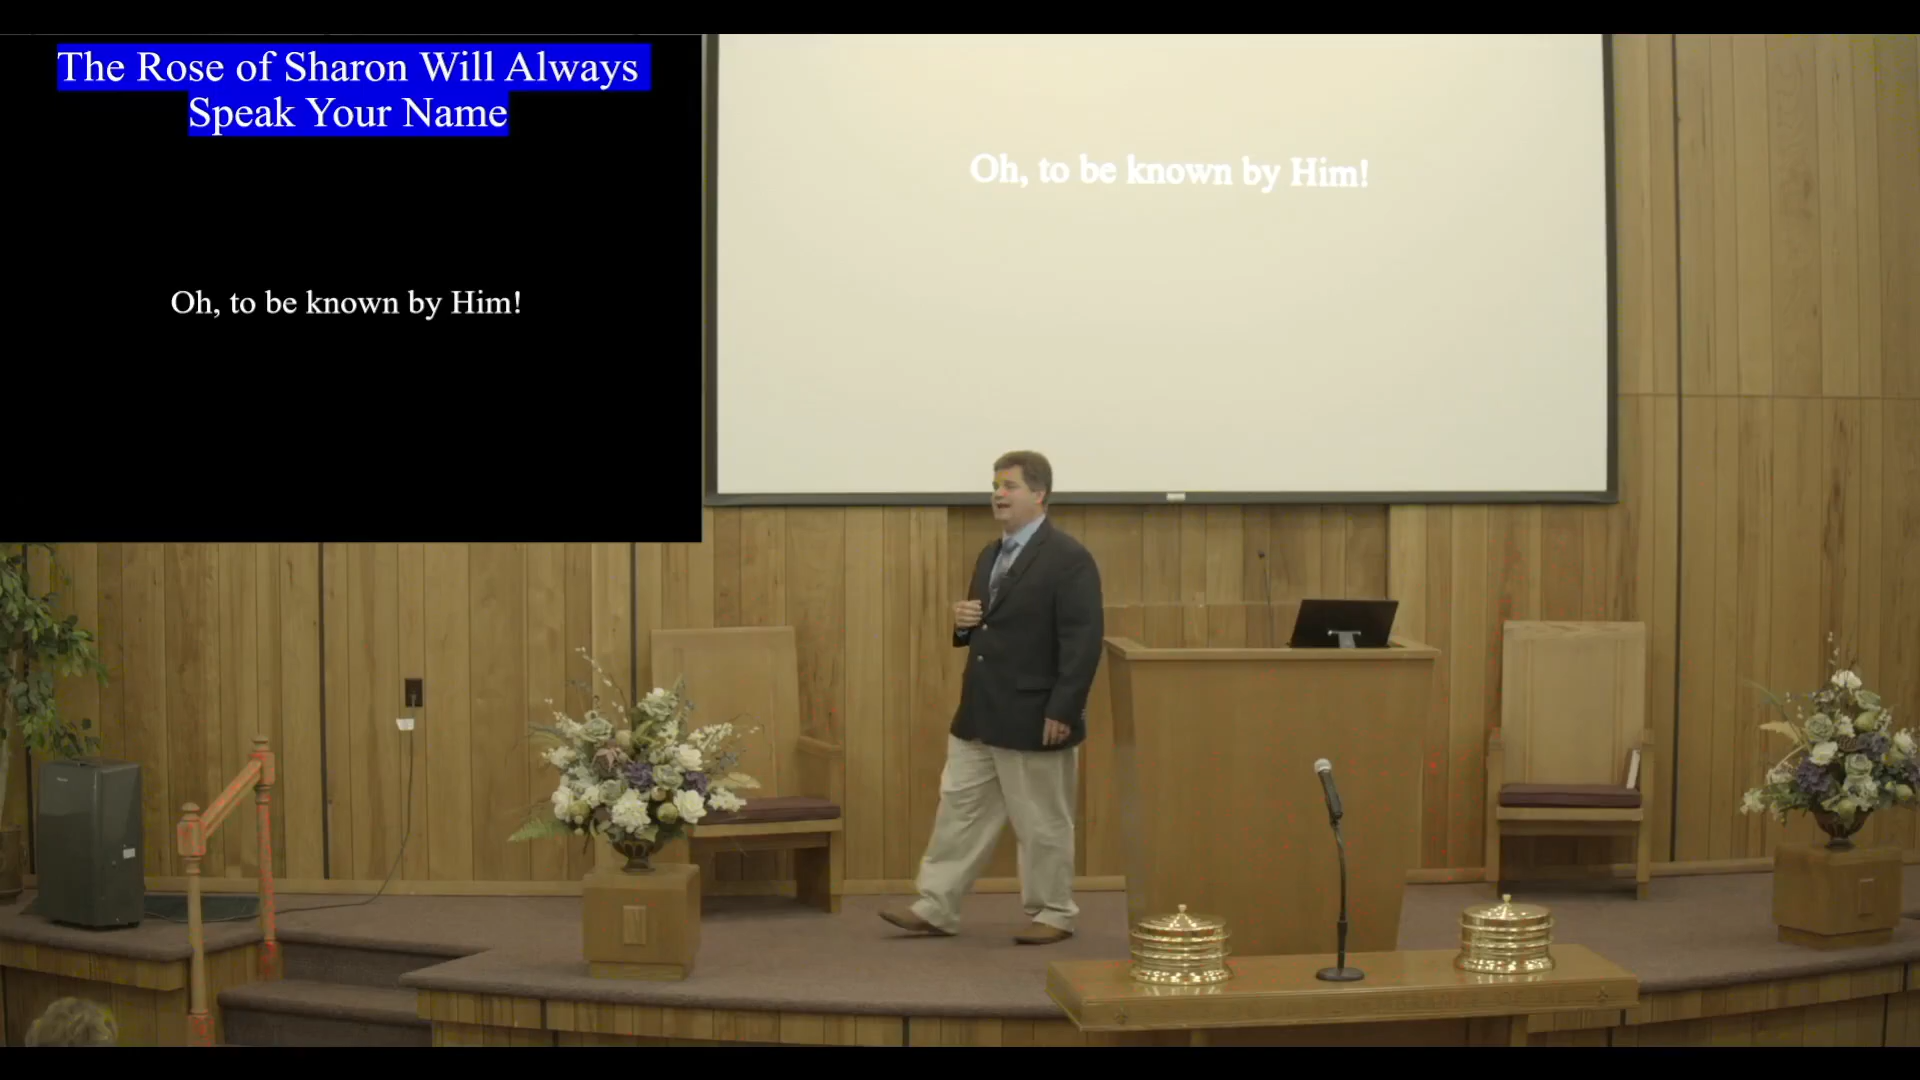 The Rose of Sharon Will Always
Speak Your Name
Oh, to be known by Him!
Oh, to be known by Him!